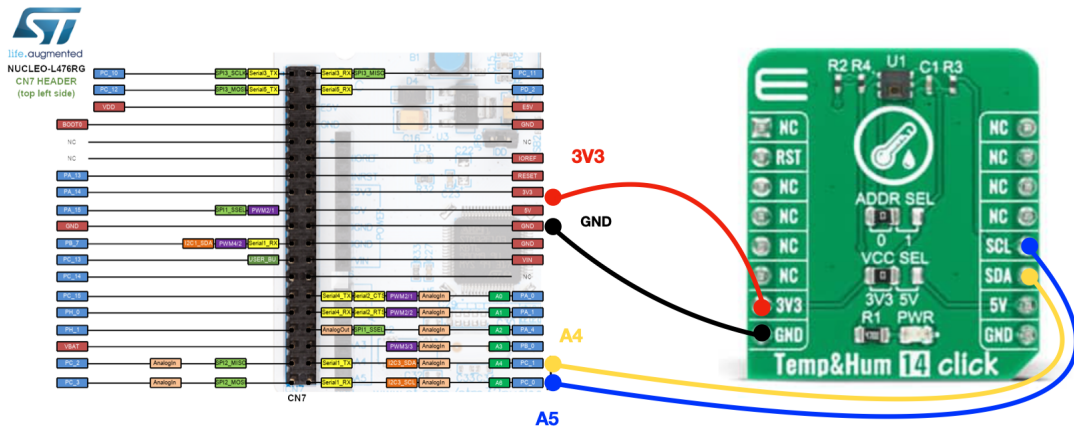 ST
life.augmented
NUCLEO-L476RG
CN7 HEADER
(top left side)
PC_10 SPI3_SCLK Serial3_TX Serial3_RX SPI3_MISO PC_11
PC_12 SPI3_MOSI Serial5_TX Serial5_RX PD_2
VDD E5V
BOOT0 GND
NC NC
NC IOREF
PA_13 RESET
PA_14 3V3
PA_15 SPI1_SSEL PWM2/1 5V
GND GND
PB_7 I2C1_SDA PWM4/2 Serial1_RX GND
PC_13 USER_BU VIN
PC_14 NC
PC_15 Serial4_TX Serial2_CTS PWM2/1 AnalogIn A0 PA_0
PH_0 Serial4_RX Serial2_RTS PWM2/2 AnalogIn A1 PA_1
PH_1 AnalogOut SPI1_SSEL AnalogIn A2 PA_4
VBAT PWM3/3 AnalogIn A3 PB_0
PC_2 AnalogIn SPI2_MISO Serial1_TX I2C3_SDA AnalogIn A4 PC_1
PC_3 AnalogIn SPI2_MOSI Serial1_RX I2C3_SCL AnalogIn A5 PC_0
CN7
3V3
GND
A4
A5
R2 R4 U1 C1 R3
NC NC
RST NC
NC NC
ADDR SEL
NC NC
0 1
NC SCL
VCC SEL
NC SDA
3V3 3V3 5V 5V
R1 PWR
GND GND
Temp&Hum 14 click